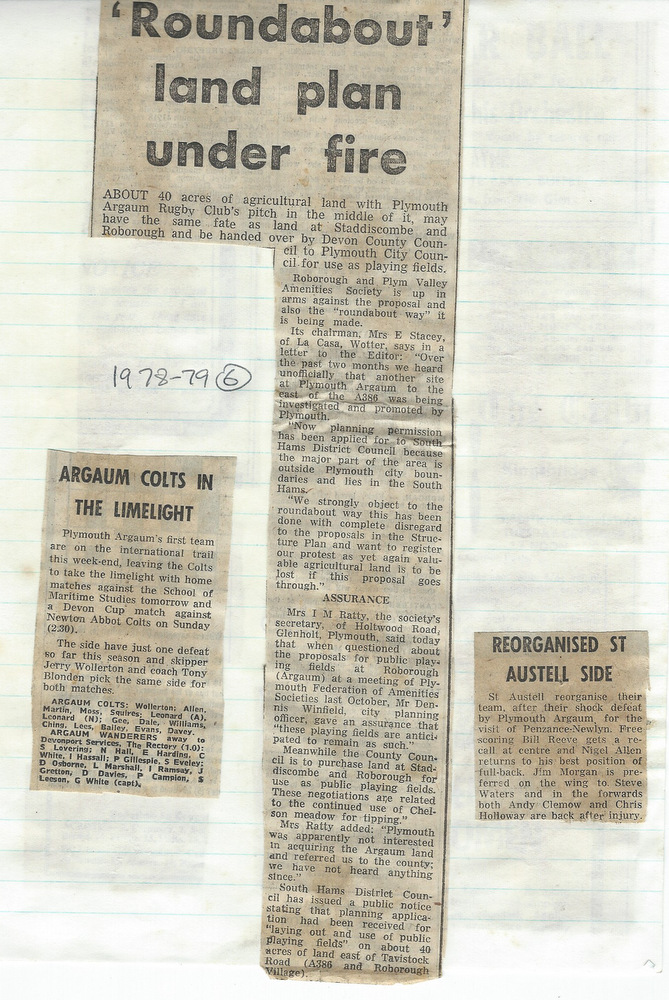 'Roundabout'
land plan
under fire
ABOUT 40 acres of agricultural land with Plymouth
Argaum Rugby Club's pitch in the middle of it, may
have the same fate as land at Staddiscombe and
Roborough and be handed over by Devon County Coun-
cil to Plymouth City Coun-
cil for use as playing fields.
Roborough and Plym Valley
Amenities Society is up in
arms against the proposal and
also the "roundabout way" it
is being made.
Its chairman, Mrs E Stacey,
of La Casa, Wotter, says in a
letter to the Editor: "Over
the past two months we heard
unofficially that another site
at Plymouth Argaum to the
east of the A386 was being
investigated and promoted by
Plymouth.
"Now planning permission
has been applied for to South
Hams District Council because
the major part of the area is
outside Plymouth city boun-
daries and lies in the South
Hams.
"We strongly object to the
roundabout way this has been
done with complete disregard
to the proposals in the Struc-
ture Plan and want to register
our protest as yet again valu-
able agricultural land is to be
lost if this proposal goes
through."
ASSURANCE
Mrs I M Ratty, the society's
secretary, of Holtwood Road,
Glenholt, Plymouth, said today
that when questioned about
the proposals for public play-
ing fields at Roborough
(Argaum) at a meeting of Ply-
mouth Federation of Amenities
Societies last October, Mr Den-
nis Winfield, city planning
officer, gave an assurance that
"these playing fields are antici-
pated to remain as such."
Meanwhile the County Coun-
cil is to purchase land at Stad-
discombe and Roborough for
use as public playing fields.
These negotiations are related
to the continued use of Chel-
son meadow for tipping."
Mrs Ratty added: "Plymouth
was apparently not interested
in acquiring the Argaum land
and referred us to the county;
we have not heard anything
since."
South Hams District Coun-
cil has issued a public notice
stating that planning applica-
tion had been received for
"laying out and use of public
playing fields" on about 40
acres of land east of Tavistock
Road (A386 and Roborough
Village).
1978-79 6
ARGAUM COLTS IN
THE LIMELIGHT
Plymouth Argaum's first team
are on the international trail
this week-end, leaving the Colts
to take the limelight with home
matches against the School of
Maritime Studies tomorrow and
a Devon Cup match against
Newton Abbot Colts on Sunday
(2.30).
The side have just one defeat
so far this season and skipper
Jerry Wollerton and coach Tony
Blonden pick the same side for
both matches.
ARGAUM COLTS: Wollerton; Allen,
Martin, Moss, Squires; Leonard (A),
Leonard (N); Gee, Dale, Williams,
Ching, Lees, Bailey, Evans, Davey.
ARGAUM WANDERERS away to
Devonport Services, The Rectory (1.0):
S Levering; N Hall, E Harding, C
White, I Hassall; P Gillespie, S Eveley;
D Osborne, L Marshall, I Ramsay, J
Gretton, D Davies, P Campion, S
Leeson, G White (capt).
REORGANISED ST
AUSTELL SIDE
St Austell reorganise their
team, after their shock defeat
by Plymouth Argaum, for the
visit of Penzance-Newlyn. Free
scoring Bill Reeve gets a re-
call at centre and Nigel Allen
returns to his best position of
full-back. Jim Morgan is pre-
ferred on the wing to Steve
Waters and in the forwards
both Andy Clemow and Chris
Holloway are back after injury.